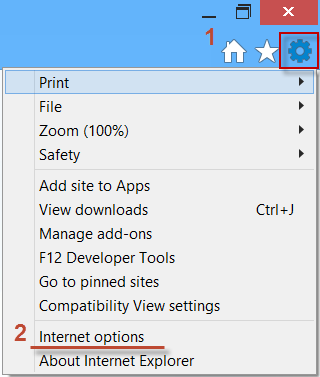 1
Print
File
Zoom (100%)
Safety
Add site to Apps
View downloads Ctrl+J
Manage add-ons
F12 Developer Tools
Go to pinned sites
Compatibility View settings
2 Internet options
About Internet Explorer